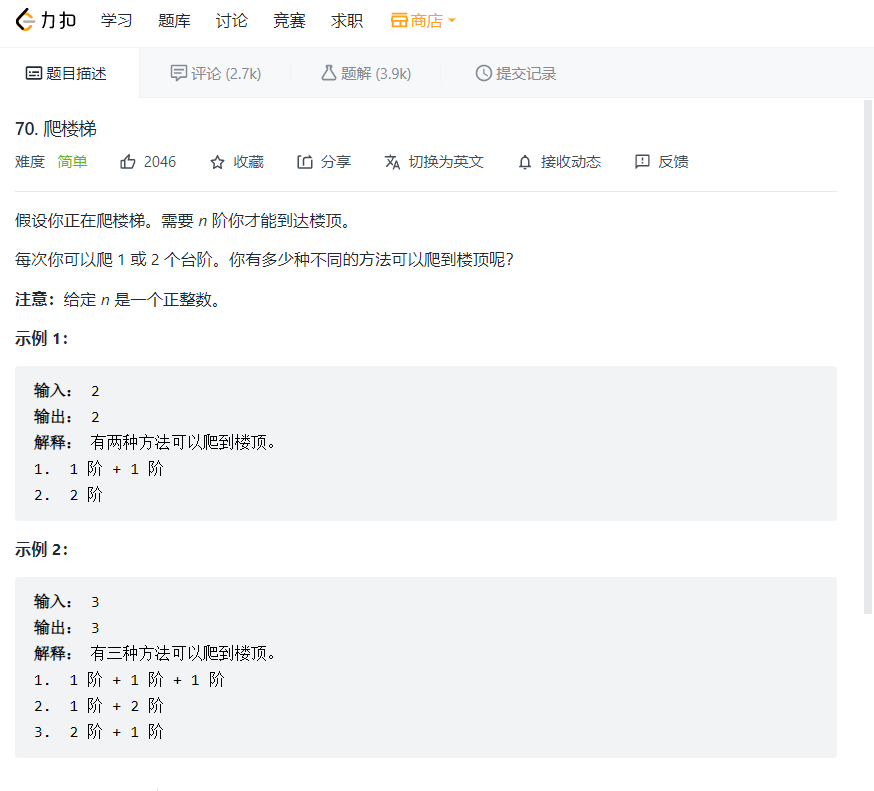 力扣 学习 题库 讨论 竞赛 求职 商店
题目描述 评论 (2.7k) 题解 (3.9k) 提交记录
70. 爬楼梯
难度 简单 2046 收藏 分享 切换为英文 接收动态 反馈
假设你正在爬楼梯。需要 n 阶你才能到达楼顶。
每次你可以爬 1 或 2 个台阶。你有多少种不同的方法可以爬到楼顶呢？
注意：给定 n 是一个正整数。
示例 1：
输入： 2
输出： 2
解释： 有两种方法可以爬到楼顶。
1. 1 阶 + 1 阶
2. 2 阶
示例 2：
输入： 3
输出： 3
解释： 有三种方法可以爬到楼顶。
1. 1 阶 + 1 阶 + 1 阶
2. 1 阶 + 2 阶
3. 2 阶 + 1 阶